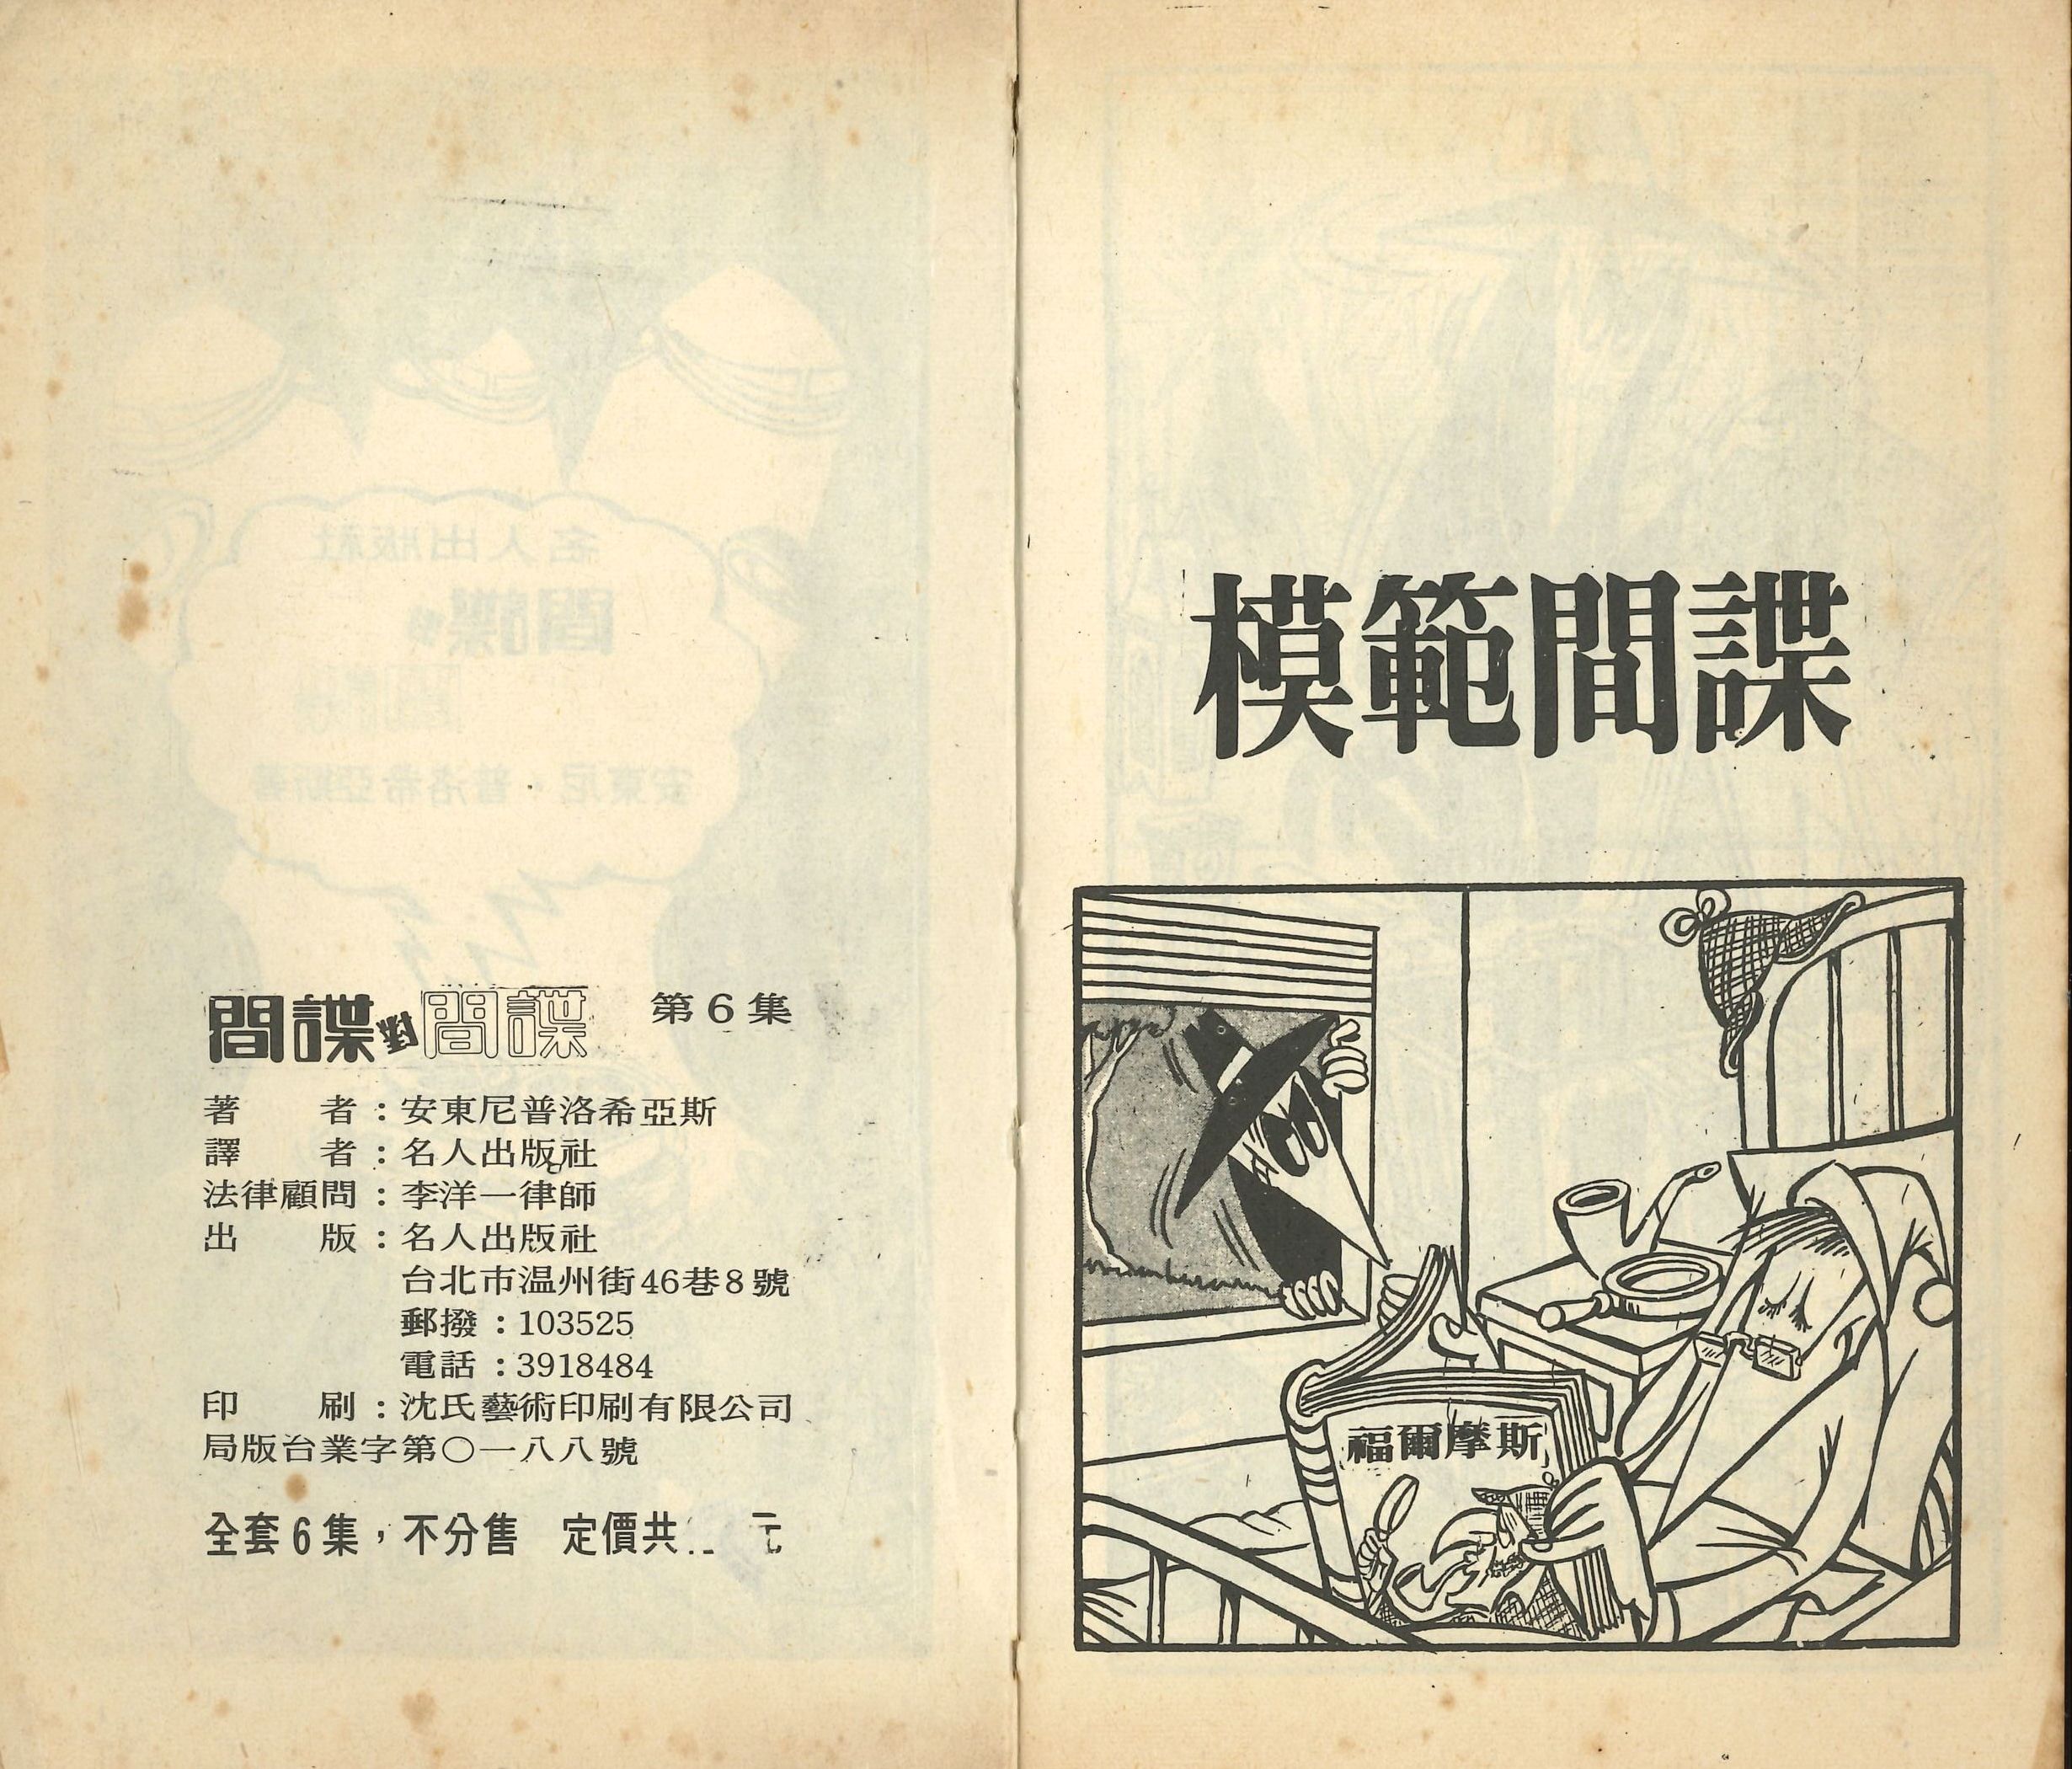 間諜對間諜 第6集
著者：安東尼普洛希亞斯
譯者：名人出版社
法律顧問：李洋一律師
出版：名人出版社
台北市温州街46巷8號
郵撥：103525
電話：3918484
印刷：沈氏藝術印刷有限公司
局版台業字第〇一八八號
全套6集，不分售 定價共 元
模範間諜
福爾摩斯